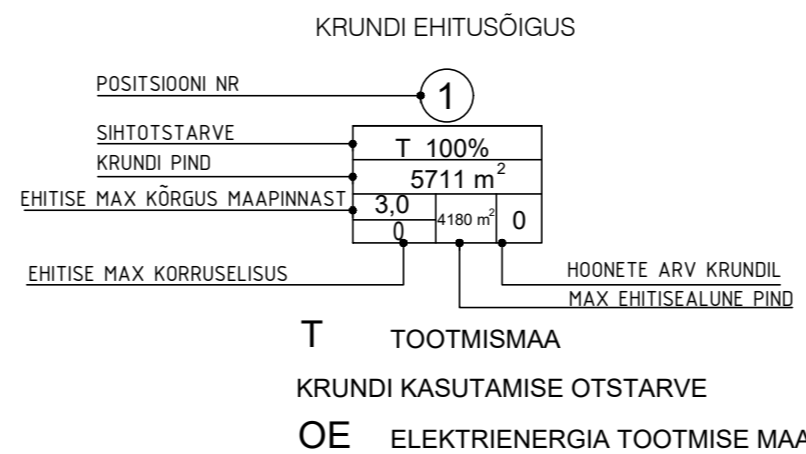 KRUNDI EHITUSÕIGUS
POSITSIOONI NR
1
SIHTOTSTARVE
T 100%
KRUNDI PIND
5711 m²
EHITISE MAX KÕRGUS MAAPINNAST
3,0
4180 m²
0
0
EHITISE MAX KORRUSELISUS
HOONETE ARV KRUNDIL
MAX EHITISEALUNE PIND
T TOOTMISMAA
KRUNDI KASUTAMISE OTSTARVE
OE ELEKTRIENERGIA TOOTMISE MAA